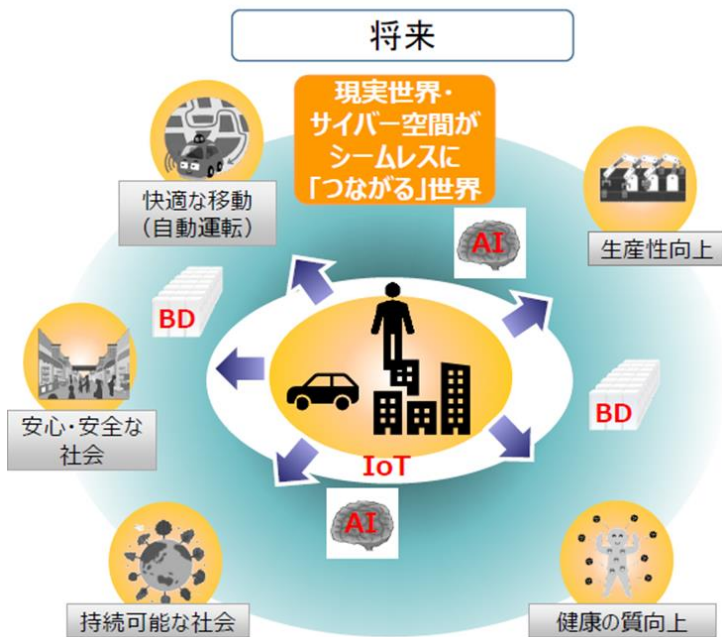 将来
現実世界・
サイバー空間が
シームレスに
「つながる」世界
快適な移動
（自動運転）
AI
生産性向上
BD
BD
安心・安全な
社会
IoT
AI
持続可能な社会
健康の質向上